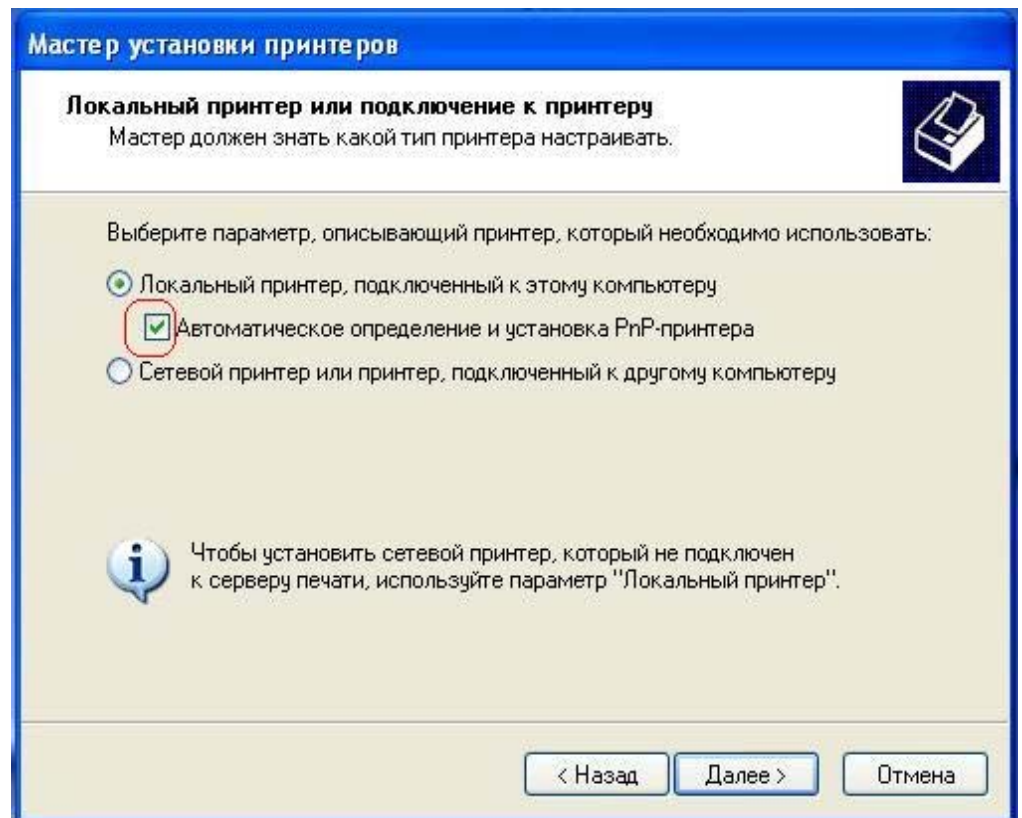 Мастер установки принтеров
Локальный принтер или подключение к принтеру
Мастер должен знать какой тип принтера настраивать.
Выберите параметр, описывающий принтер, который необходимо использовать:
Локальный принтер, подключенный к этому компьютеру
Автоматическое определение и установка PnP-принтера
Сетевой принтер или принтер, подключенный к другому компьютеру
Чтобы установить сетевой принтер, который не подключен
к серверу печати, используйте параметр "Локальный принтер".
< Назад Далее > Отмена